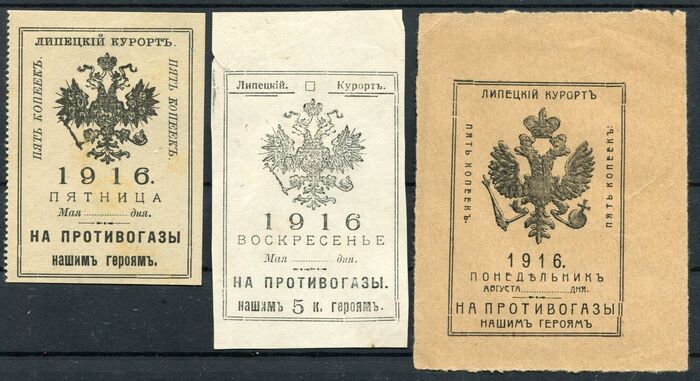 ЛИПЕЦКІЙ КУРОРТЪ.
ПЯТЬ КОПЕЕКЪ.
ПЯТЬ КОПЕЕКЪ.
1916.
ПЯТНИЦА
Мая ............ дня.
НА ПРОТИВОГАЗЫ
НАШИМЪ ГЕРОЯМЪ.
Липецкій. Курортъ.
1916
ВОСКРЕСЕНЬЕ
Мая ............ дня.
НА ПРОТИВОГАЗЫ.
нашимъ 5 к. героямъ.
ЛИПЕЦКІЙ КУРОРТЪ
ПЯТЬ КОПЕЕКЪ.
ПЯТЬ КОПЕЕКЪ.
1916.
ПОНЕДѢЛЬНИКЪ
АВГУСТА ............ ДНЯ.
НА ПРОТИВОГАЗЫ
НАШИМЪ ГЕРОЯМЪ